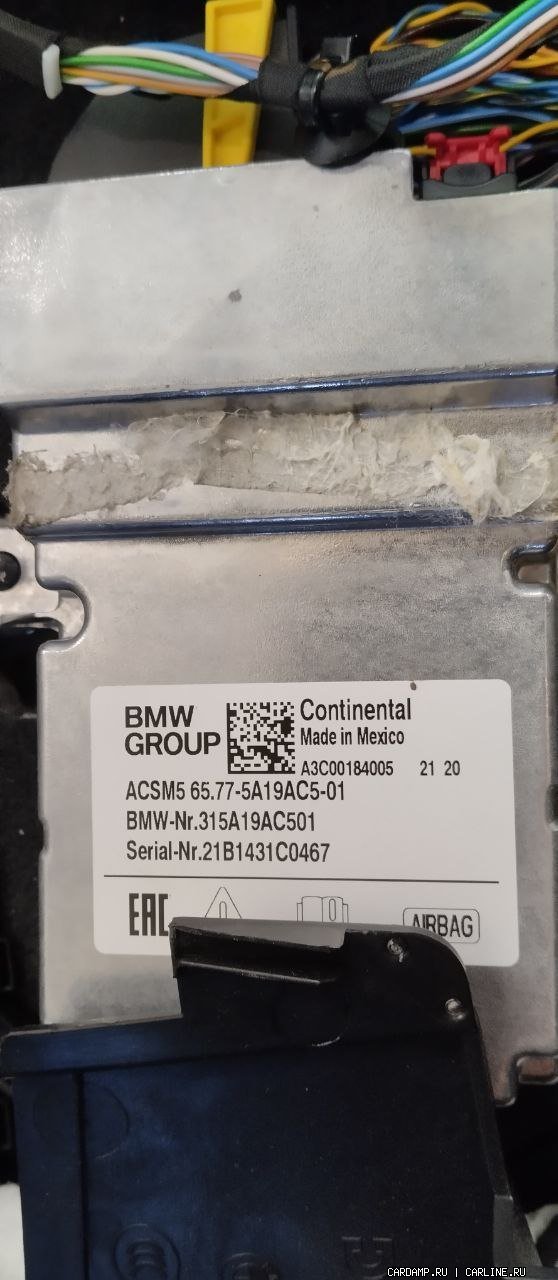 BMW
GROUP
Continental
Made in Mexico
A3C00184005 21 20
ACSM5 65.77-5A19AC5-01
BMW-Nr.315A19AC501
Serial-Nr.21B1431C0467
EAC
AIRBAG
CARDAMP.RU | CARLINE.RU